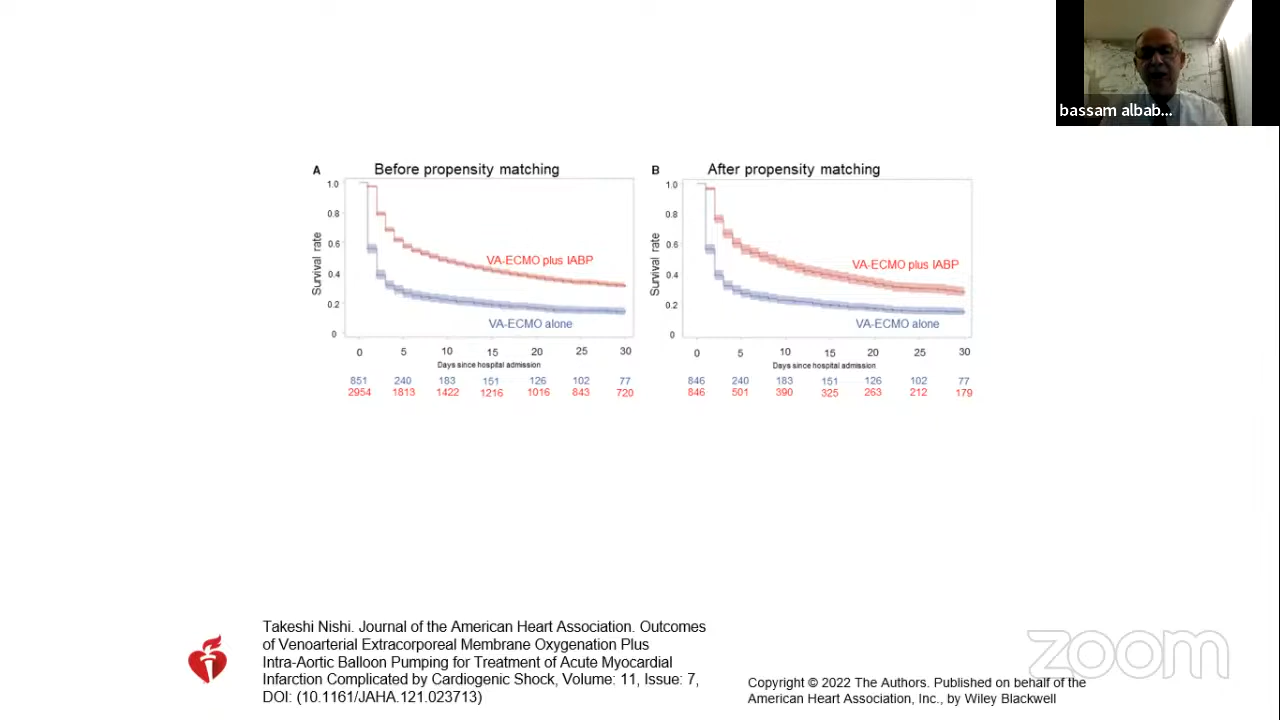 bassam albab...
A Before propensity matching
1.0
0.8
0.6
0.4
0.2
0
Survival rate
VA-ECMO plus IABP
VA-ECMO alone
0 5 10 15 20 25 30
Days since hospital admission
851 240 183 151 126 102 77
2954 1813 1422 1216 1016 843 720
B After propensity matching
1.0
0.8
0.6
0.4
0.2
0
Survival rate
VA-ECMO plus IABP
VA-ECMO alone
0 5 10 15 20 25 30
Days since hospital admission
846 240 183 151 126 102 77
846 501 390 325 263 212 179
Takeshi Nishi. Journal of the American Heart Association. Outcomes
of Venoarterial Extracorporeal Membrane Oxygenation Plus
Intra-Aortic Balloon Pumping for Treatment of Acute Myocardial
Infarction Complicated by Cardiogenic Shock, Volume: 11, Issue: 7,
DOI: (10.1161/JAHA.121.023713)
Copyright © 2022 The Authors. Published on behalf of the
American Heart Association, Inc., by Wiley Blackwell
zoom